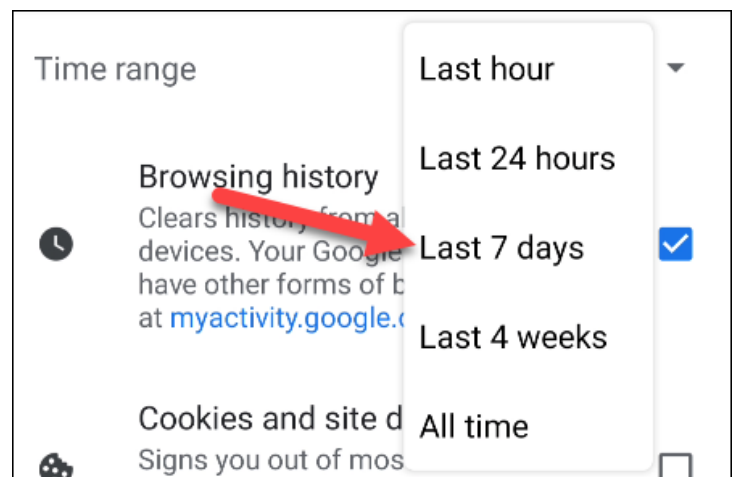 Time range
Last hour
Last 24 hours
Last 7 days
Last 4 weeks
All time
Browsing history
Clears history from al
devices. Your Google
have other forms of b
at myactivity.google.c
Cookies and site d
Signs you out of mos